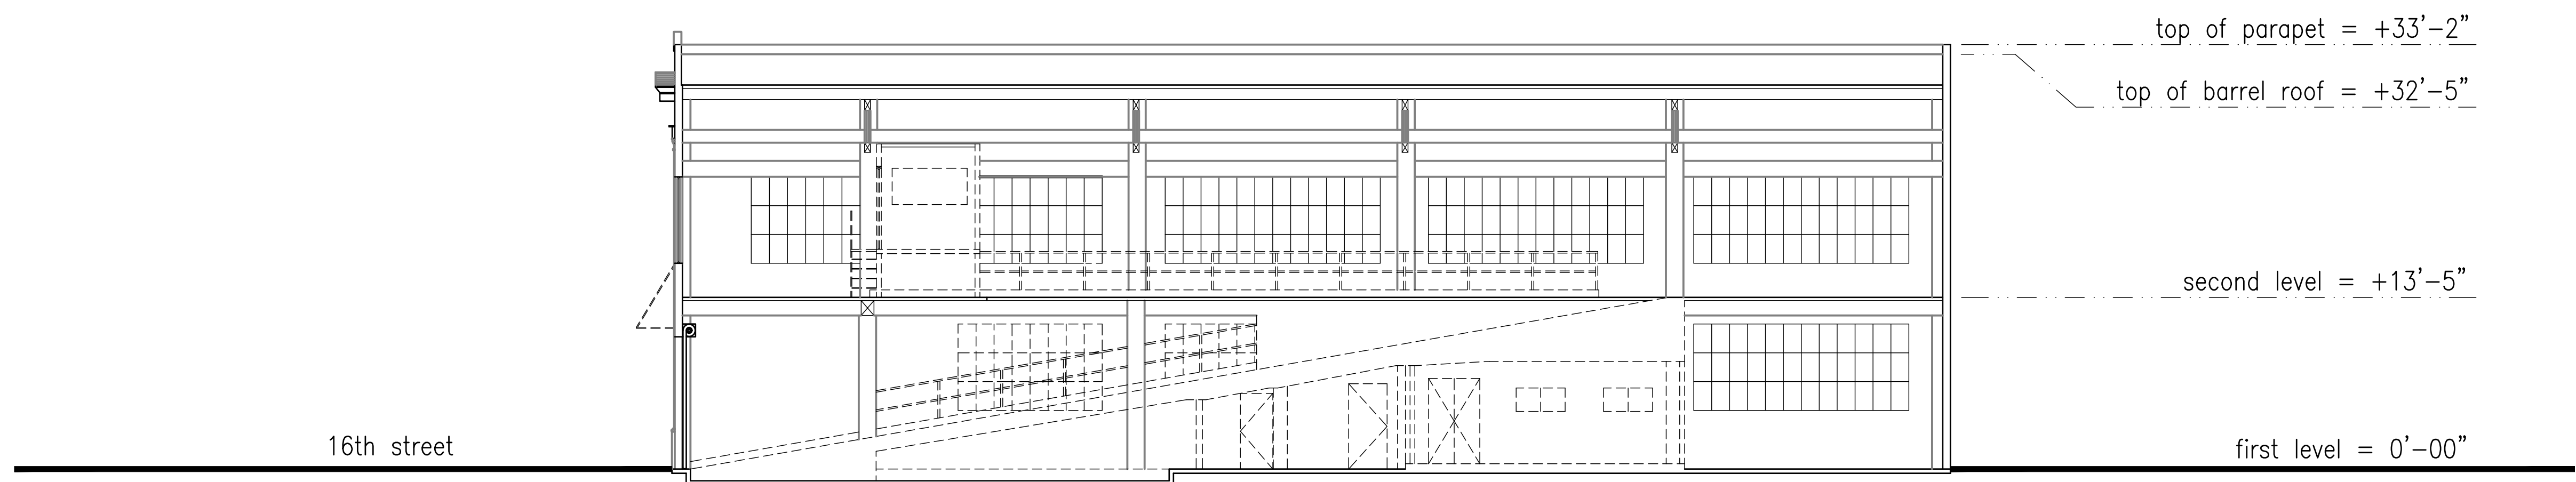 top of parapet = +33'-2"
top of barrel roof = +32'-5"
second level = +13'-5"
16th street
first level = 0'-00"